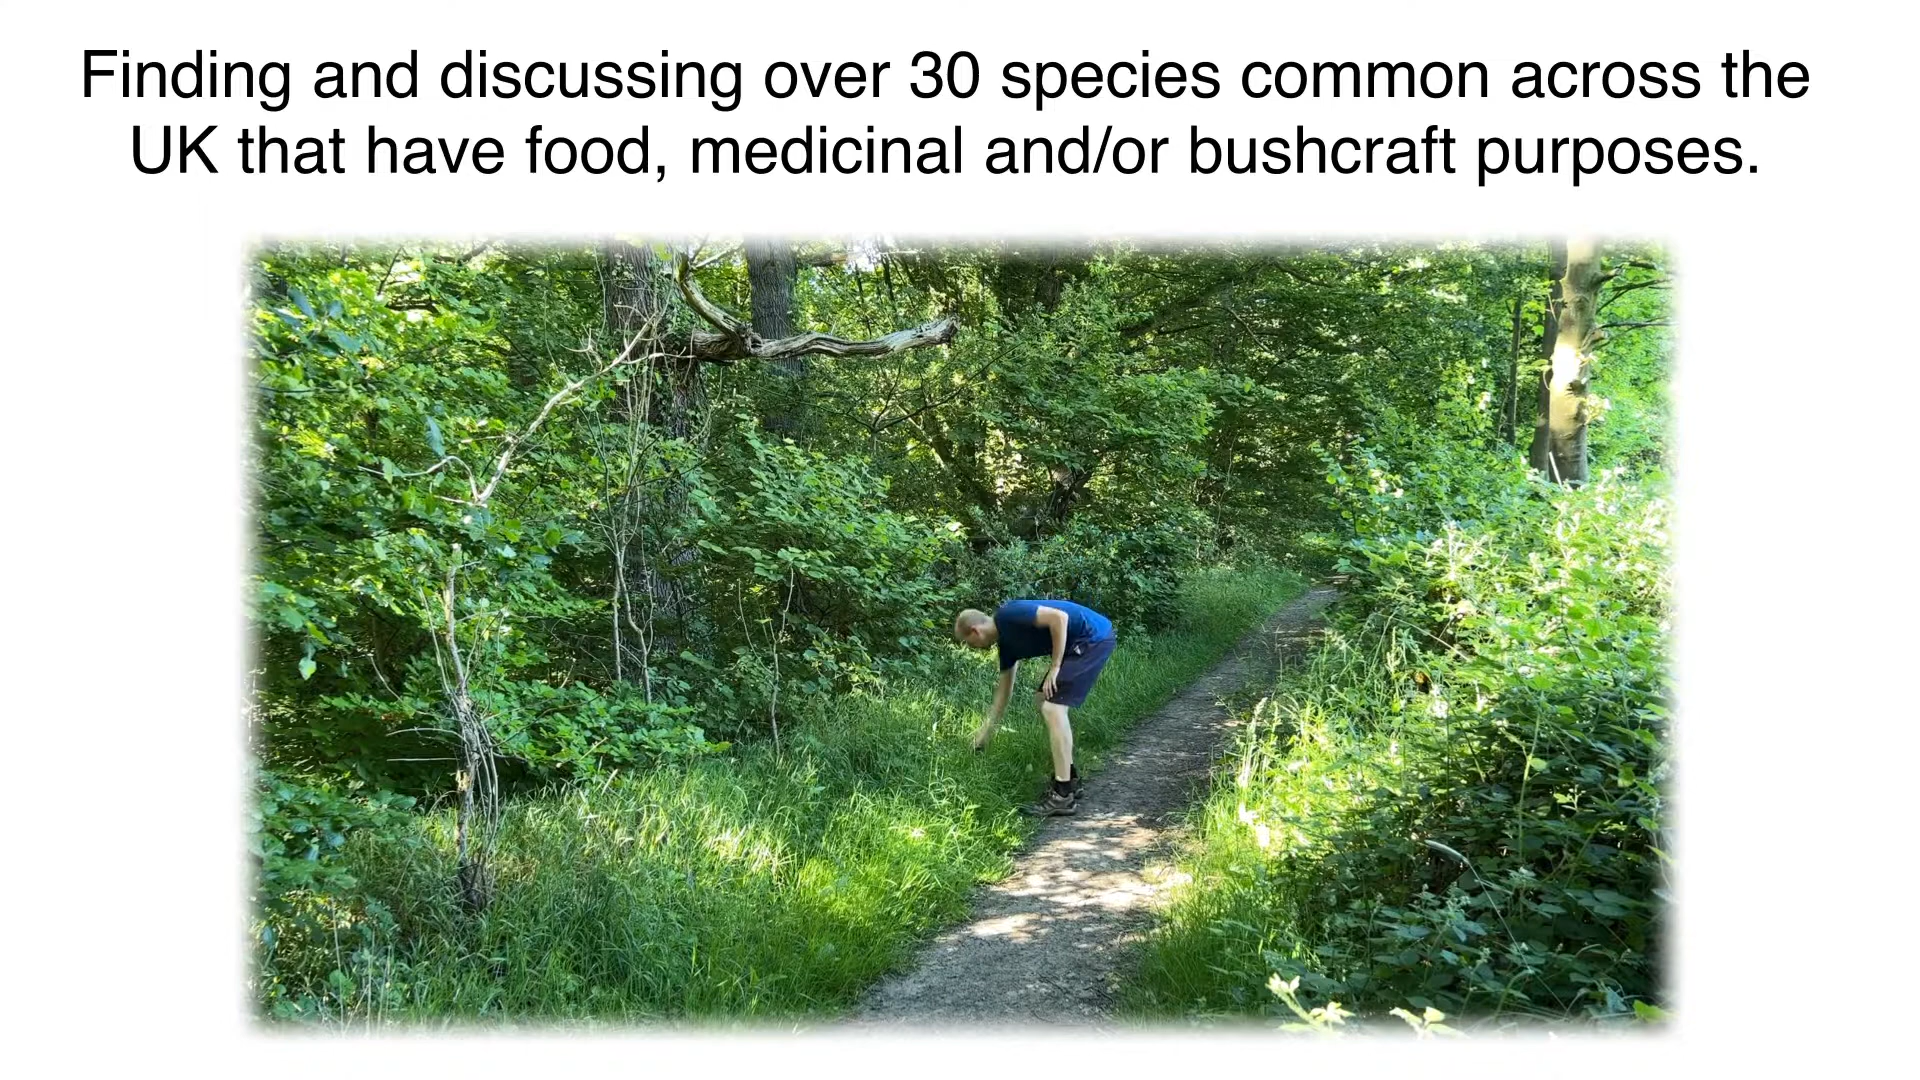 Finding and discussing over 30 species common across the
UK that have food, medicinal and/or bushcraft purposes.